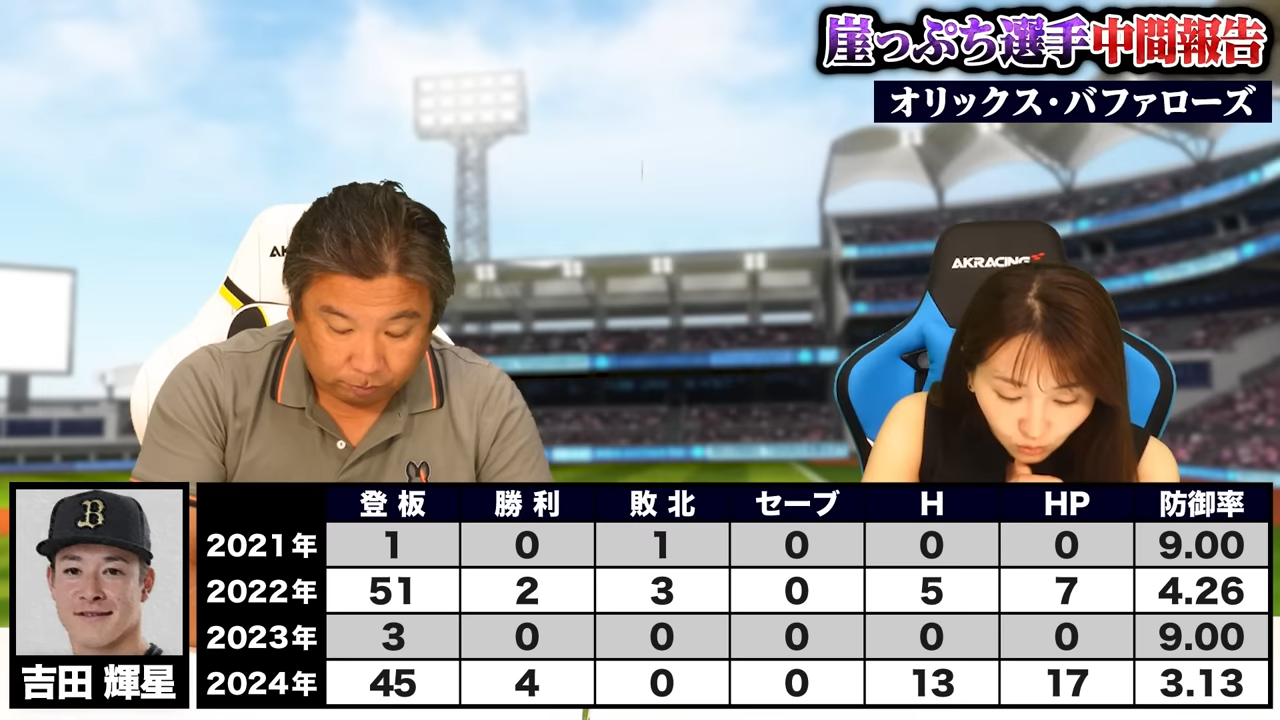 崖っぷち選手中間報告
オリックス・バファローズ
AKRACING
B
登板 勝利 敗北 セーブ H HP 防御率
2021年 1 0 1 0 0 0 9.00
2022年 51 2 3 0 5 7 4.26
2023年 3 0 0 0 0 0 9.00
2024年 45 4 0 0 13 17 3.13
吉田 輝星